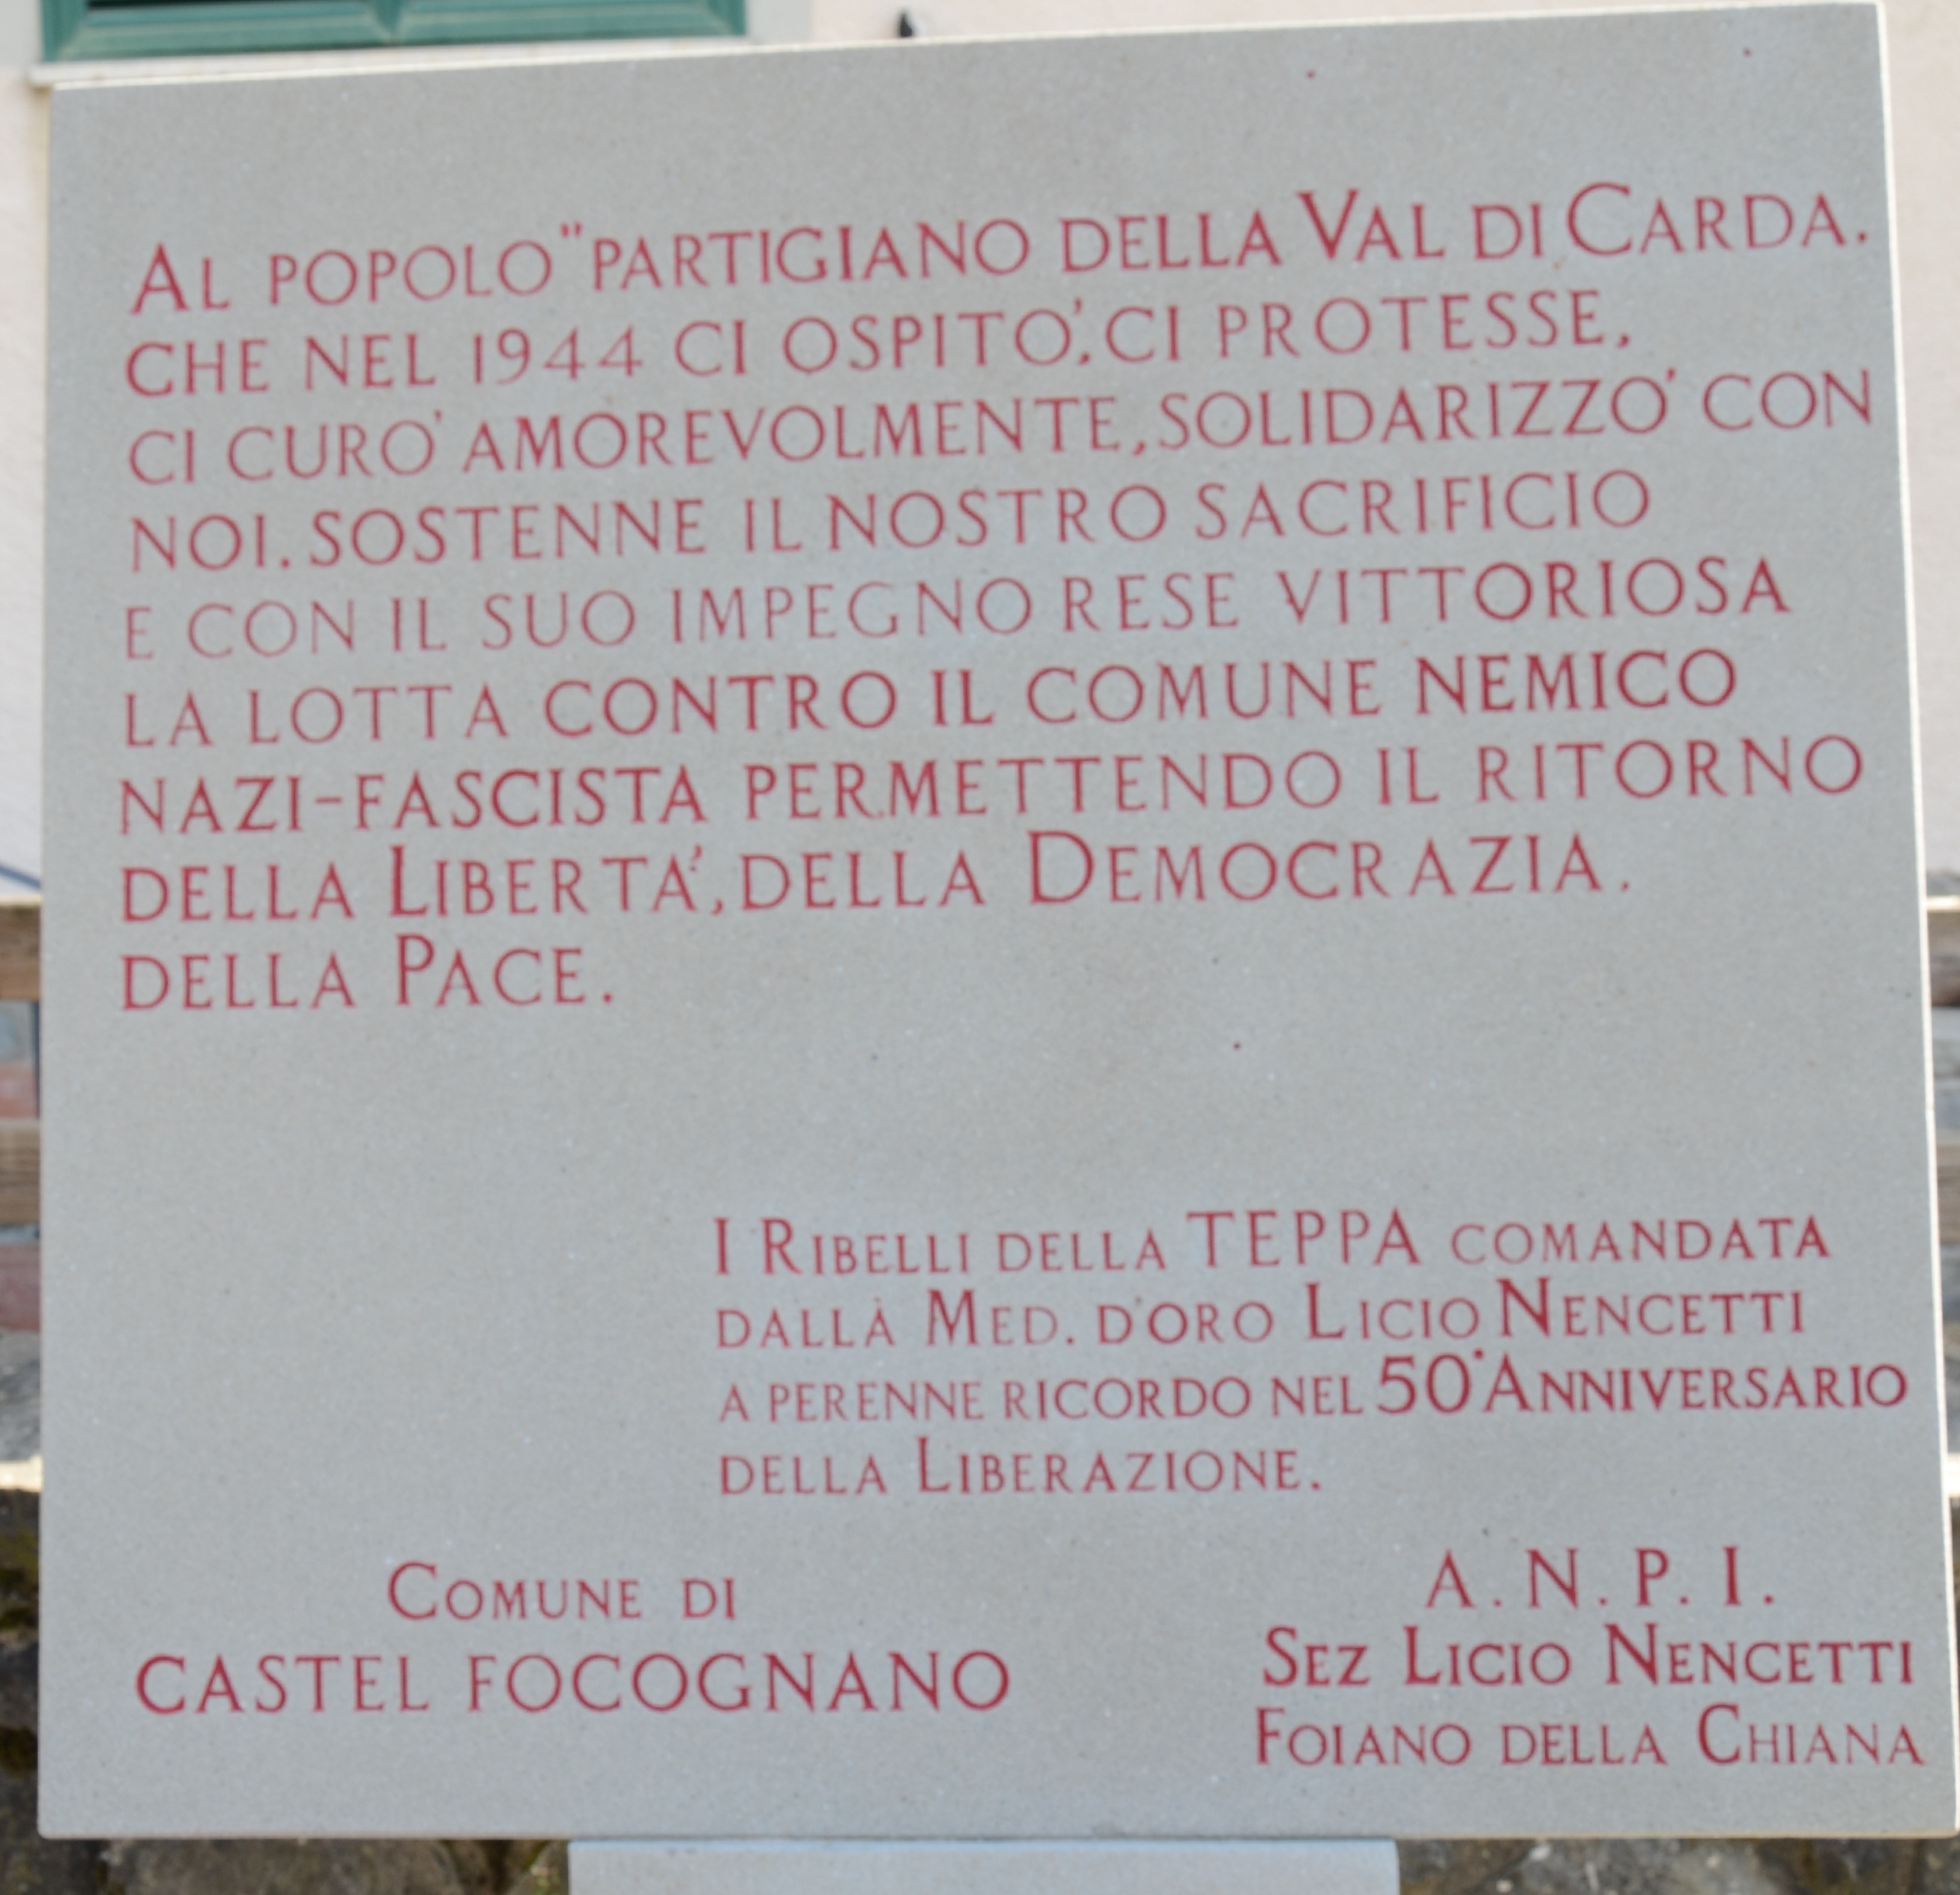 AL POPOLO "PARTIGIANO DELLA VAL DI CARDA.
CHE NEL 1944 CI OSPITO', CI PROTESSE,
CI CURO' AMOREVOLMENTE, SOLIDARIZZO' CON
NOI. SOSTENNE IL NOSTRO SACRIFICIO
E CON IL SUO IMPEGNO RESE VITTORIOSA
LA LOTTA CONTRO IL COMUNE NEMICO
NAZI-FASCISTA PERMETTENDO IL RITORNO
DELLA LIBERTA', DELLA DEMOCRAZIA.
DELLA PACE.
I RIBELLI DELLA TEPPA COMANDATA
DALLA MED. D'ORO LICIO NENCETTI
A PERENNE RICORDO NEL 50° ANNIVERSARIO
DELLA LIBERAZIONE.
COMUNE DI
CASTEL FOCOGNANO
A.N.P.I.
SEZ LICIO NENCETTI
FOIANO DELLA CHIANA